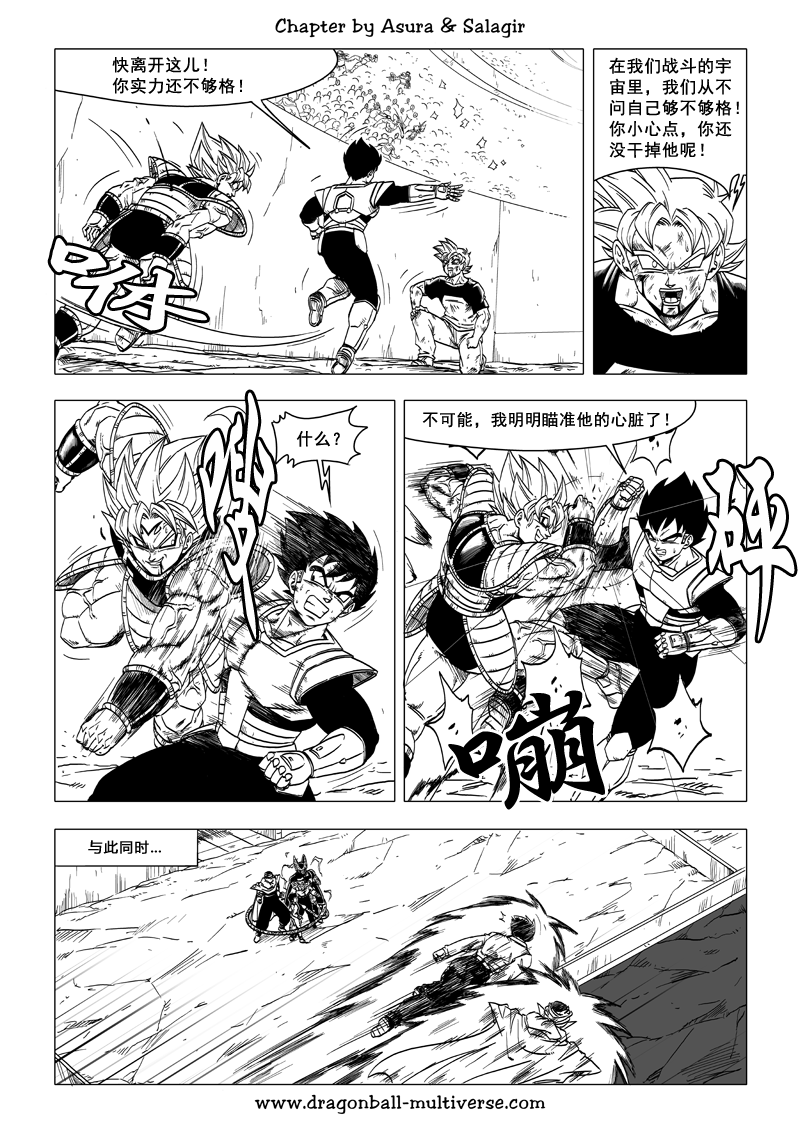 Chapter by Asura & Salagir
快离开这儿！
你实力还不够格！
在我们战斗的宇
宙里，我们从不
问自己够不够格！
你小心点，你还
没干掉他呢！
咻
什么？
嘣
不可能，我明明瞄准他的心脏了！
砰
嘣
与此同时...
www.dragonball-multiverse.com